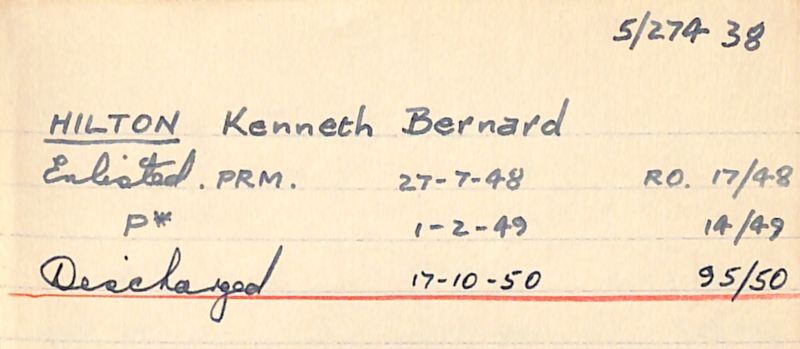 5/274 38
HILTON Kenneth Bernard
Enlisted. PRM. 27-7-48 RO. 17/48
P* 1-2-49 14/49
Discharged 17-10-50 95/50